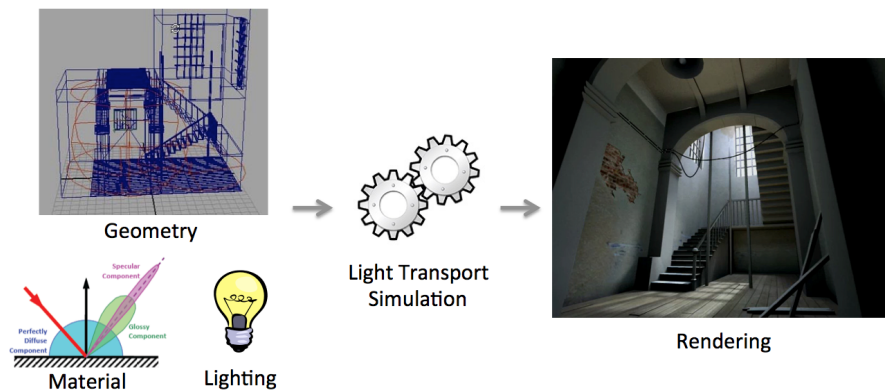 Geometry
Specular
Component
Glossy
Component
Perfectly
Diffuse
Component
Material
Lighting
Light Transport
Simulation
Rendering